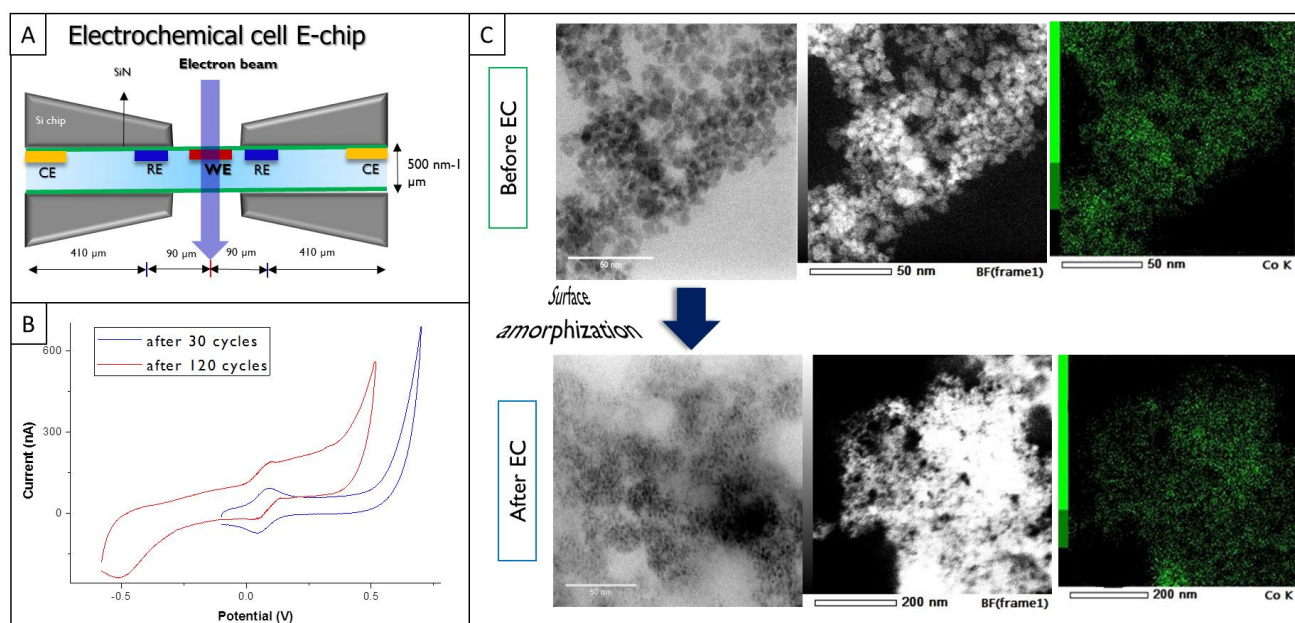 A
Electrochemical cell E-chip
Electron beam
SiN
Si chip
CE
RE
WE
RE
CE
500 nm-1
µm
410 µm
90 µm
90 µm
410 µm
B
after 30 cycles
after 120 cycles
600
300
0
Current (nA)
-0.5
0.0
0.5
Potential (V)
C
Before EC
50 nm
50 nm
BF(frame1)
50 nm
Co K
Surface
amorphization
After EC
50 nm
200 nm
BF(frame1)
200 nm
Co K